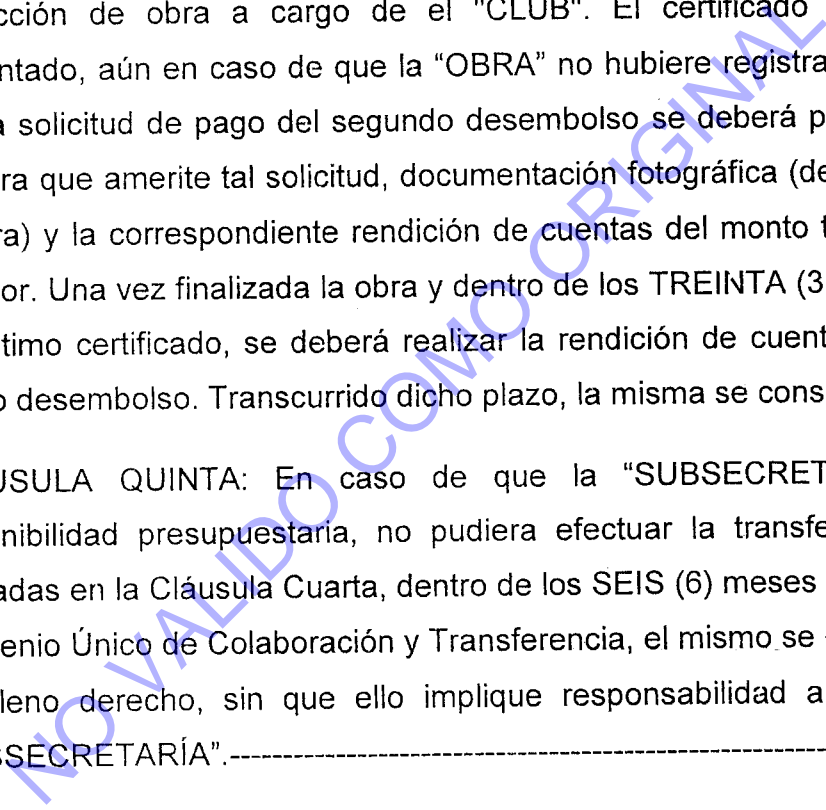 cción de obra a cargo de el "CLUB". El certificado
ntado, aún en caso de que la “OBRA” no hubiere registra
a solicitud de pago del segundo desembolso se deberá p
ra que amerite tal solicitud, documentación fotográfica (de
ra) y la correspondiente rendición de cuentas del monto t
or. Una vez finalizada la obra y dentro de los TREINTA (3
timo certificado, se deberá realizar la rendición de cuent
o desembolso. Transcurrido dicho plazo, la misma se cons
USULA QUINTA: En caso de que la “SUBSECRET
nibilidad presupuestaria, no pudiera efectuar la transfe
adas en la Cláusula Cuarta, dentro de los SEIS (6) meses
enio Único de Colaboración y Transferencia, el mismo se
leno derecho, sin que ello implique responsabilidad a
SSECRETARÍA”.----------------------------------------------------------
NO VALIDO COMO ORIGINAL